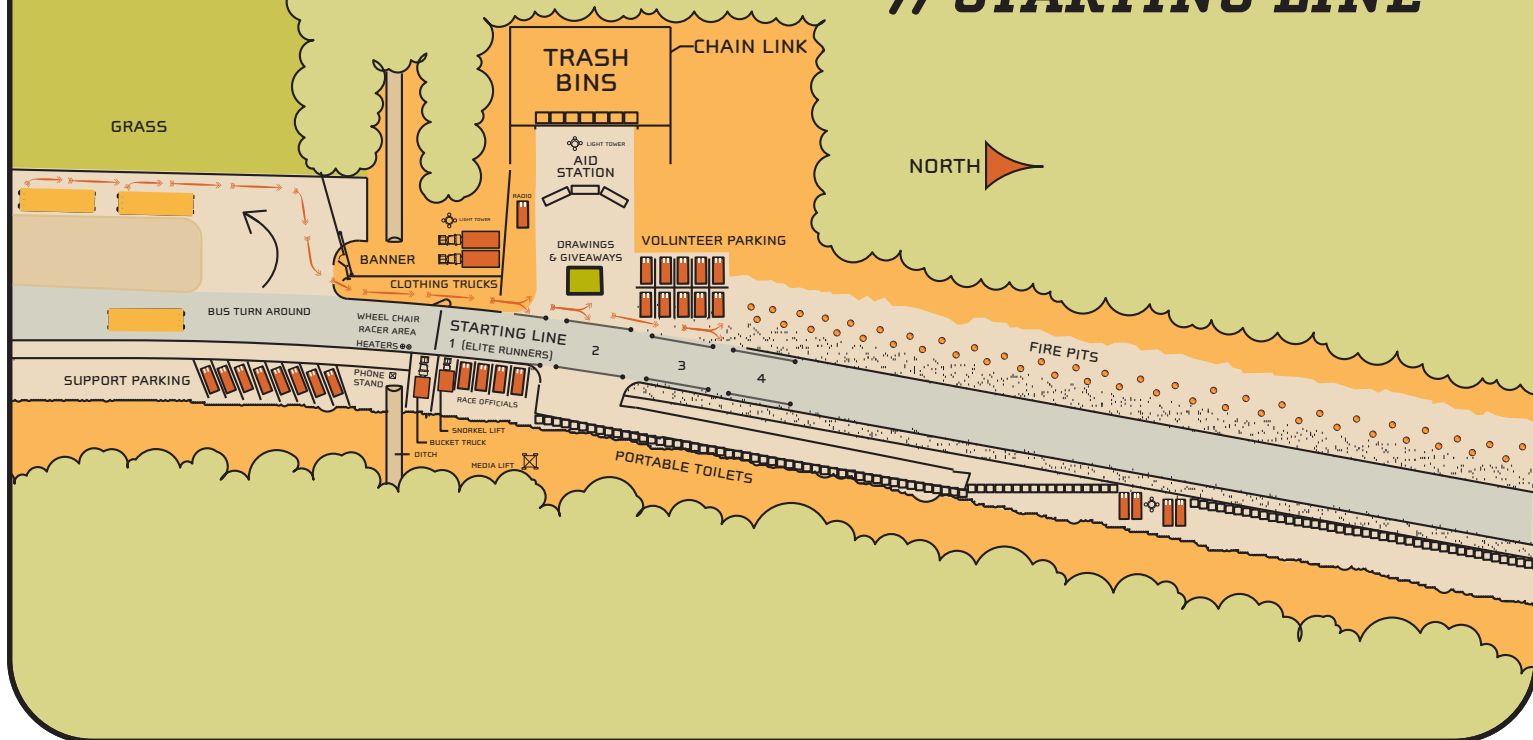 // STARTING LINE
CHAIN LINK
TRASH
BINS
GRASS
LIGHT TOWER
AID
STATION
NORTH
RADIO
LIGHT TOWER
DRAWINGS
& GIVEAWAYS
VOLUNTEER PARKING
BANNER
CLOTHING TRUCKS
BUS TURN AROUND
WHEEL CHAIR
RACER AREA
HEATERS
STARTING LINE
1 (ELITE RUNNERS)
2
3
4
FIRE PITS
SUPPORT PARKING
PHONE
STAND
RACE OFFICIALS
SNORKEL LIFT
BUCKET TRUCK
DITCH
MEDIA LIFT
PORTABLE TOILETS